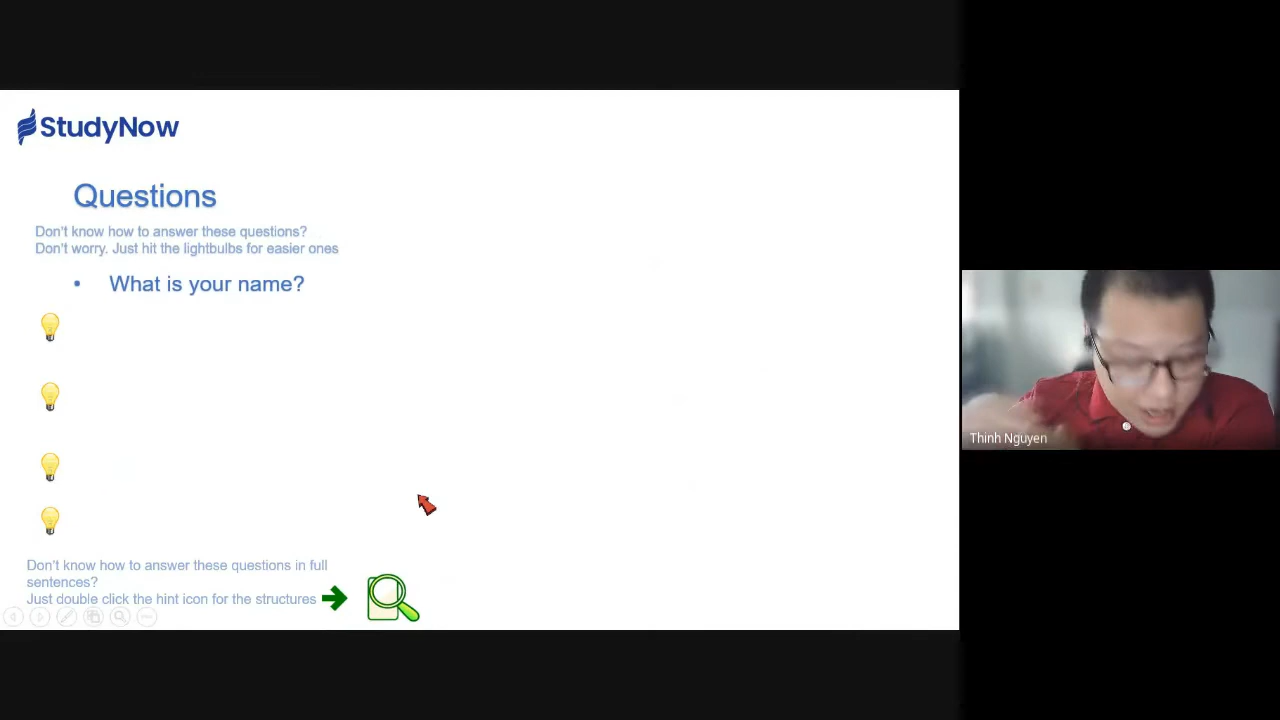 StudyNow
Questions
Don't know how to answer these questions?
Don't worry. Just hit the lightbulbs for easier ones
• What is your name?
Thinh Nguyen
Don't know how to answer these questions in full
sentences?
Just double click the hint icon for the structures